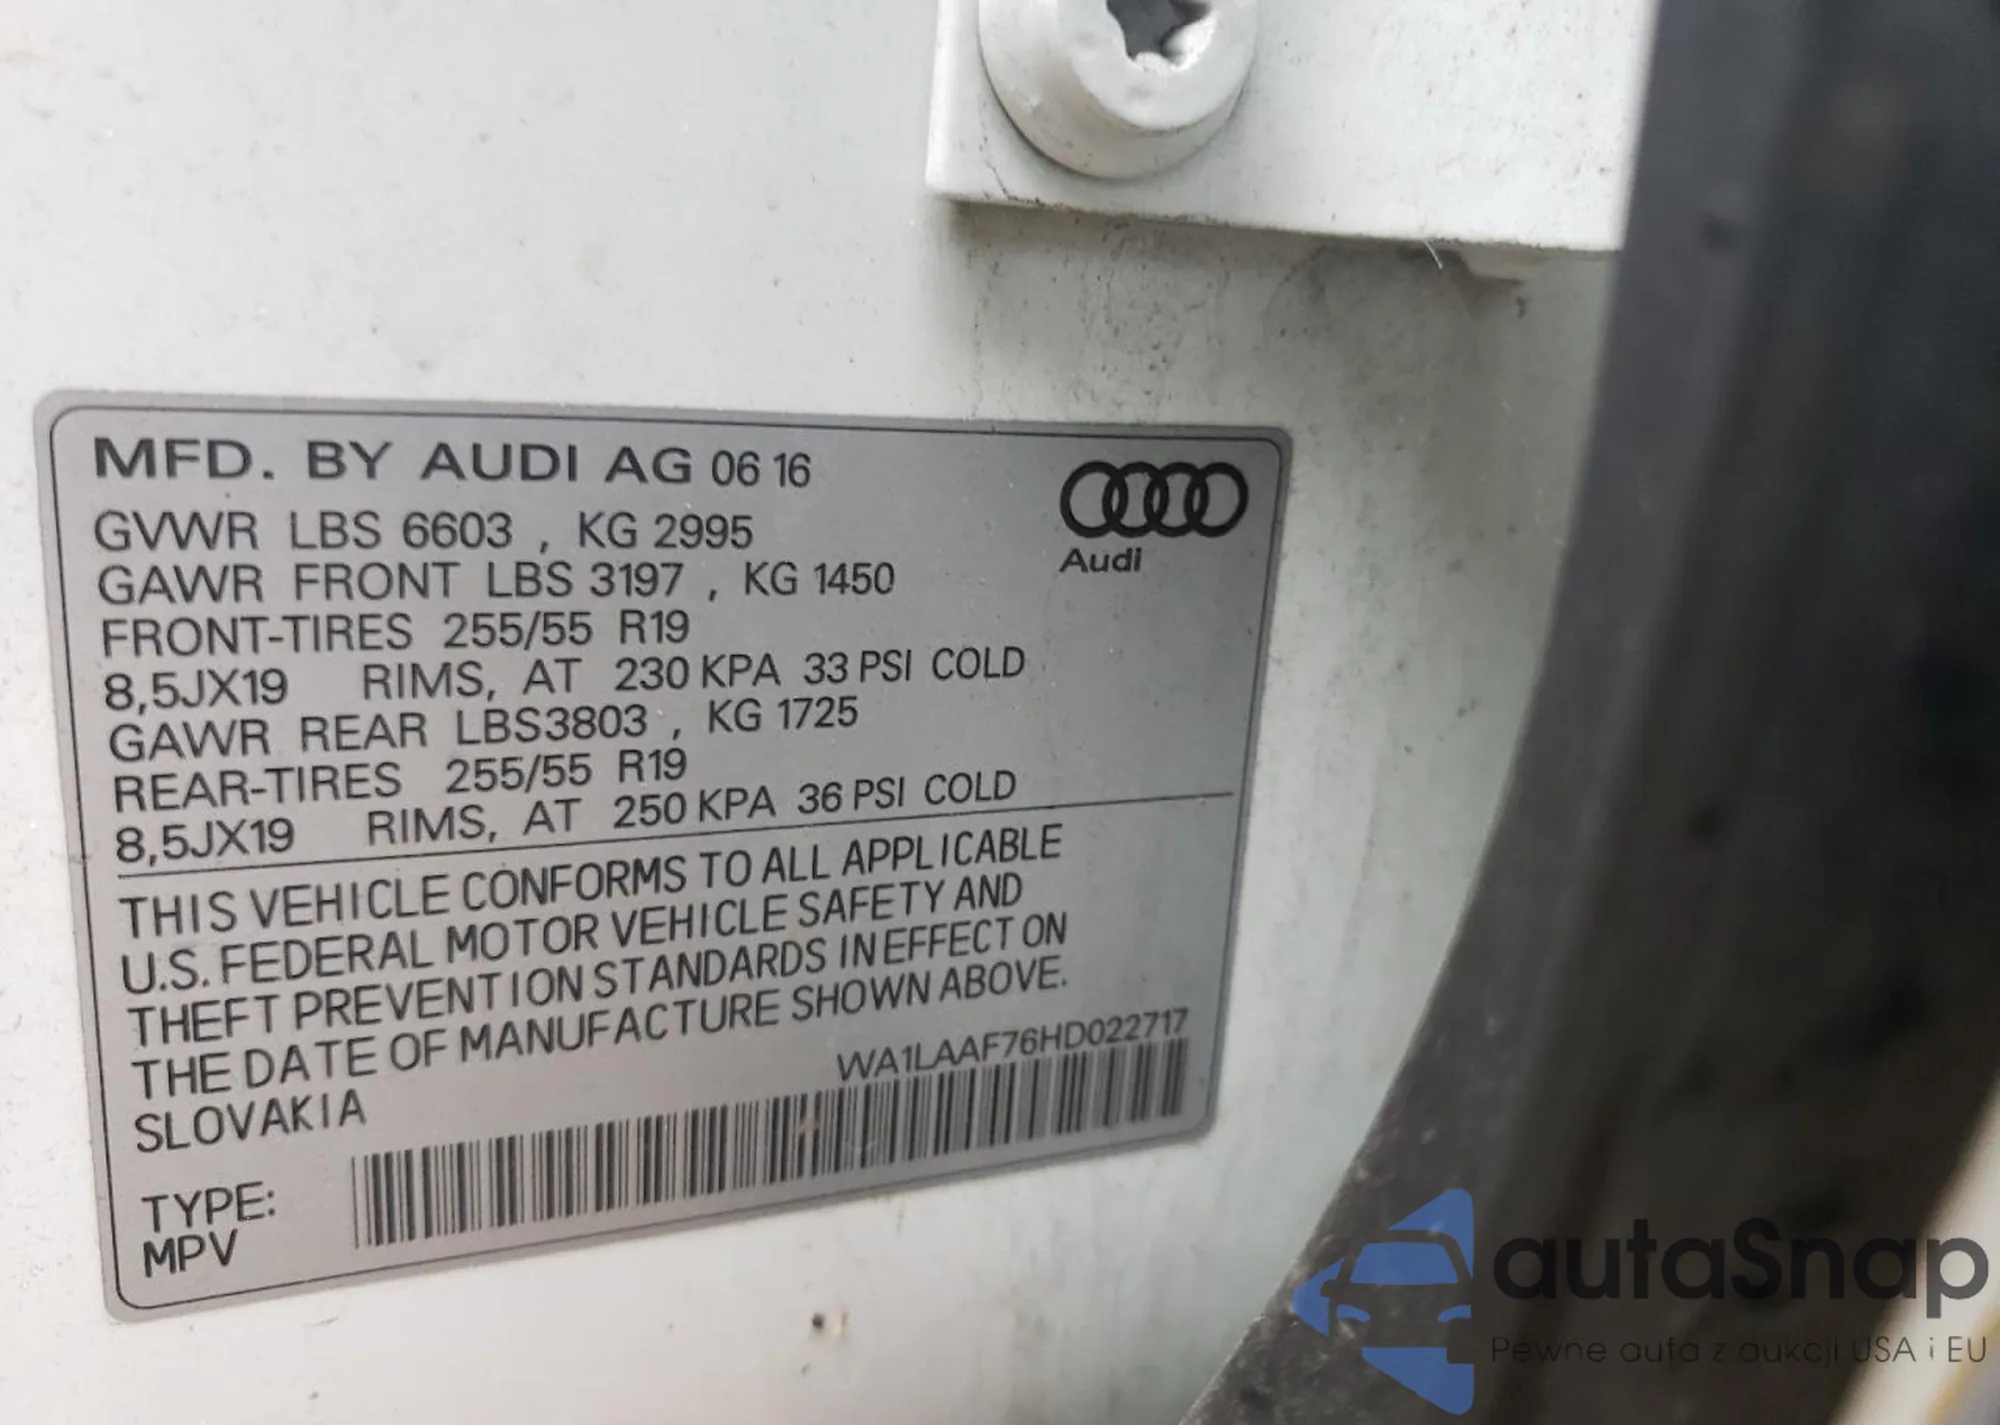 MFD. BY AUDI AG 06 16
GVWR LBS 6603 , KG 2995
GAWR FRONT LBS 3197 , KG 1450
FRONT-TIRES 255/55 R19
8,5JX19 RIMS, AT 230 KPA 33 PSI COLD
GAWR REAR LBS3803 , KG 1725
REAR-TIRES 255/55 R19
8,5JX19 RIMS, AT 250 KPA 36 PSI COLD
Audi
THIS VEHICLE CONFORMS TO ALL APPLICABLE
U.S. FEDERAL MOTOR VEHICLE SAFETY AND
THEFT PREVENTION STANDARDS IN EFFECT ON
THE DATE OF MANUFACTURE SHOWN ABOVE.
SLOVAKIA
WA1LAAF76HD022717
TYPE:
MPV
autaSnap
Pewne auta z aukcji USA i EU